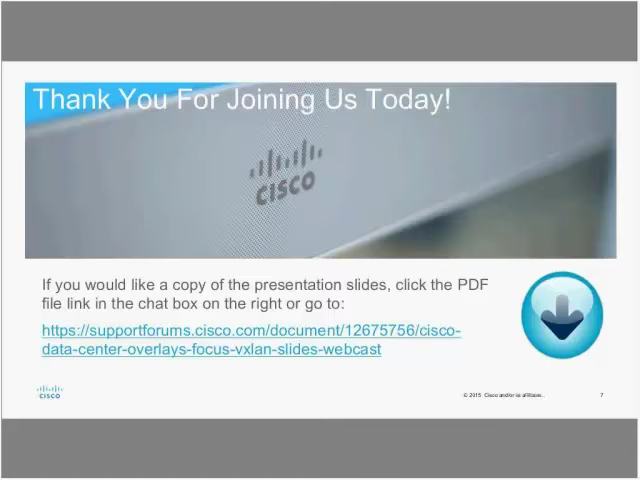 Thank You For Joining Us Today!
CISCO
If you would like a copy of the presentation slides, click the PDF
file link in the chat box on the right or go to:
https://supportforums.cisco.com/document/12675756/cisco-
data-center-overlays-focus-vxlan-slides-webcast
CISCO
© 2015 Cisco and/or its affiliates.
7